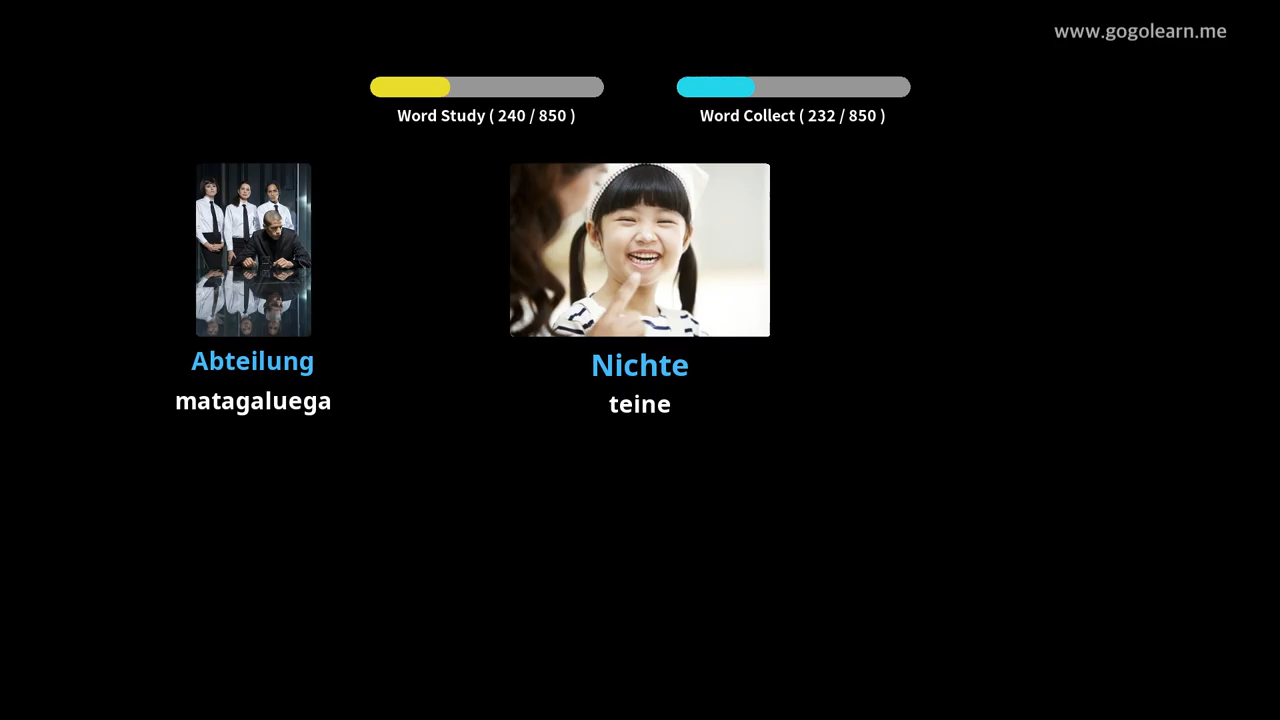 www.gogolearn.me
Word Study ( 240 / 850 )
Word Collect ( 232 / 850 )
Abteilung
matagaluega
Nichte
teine